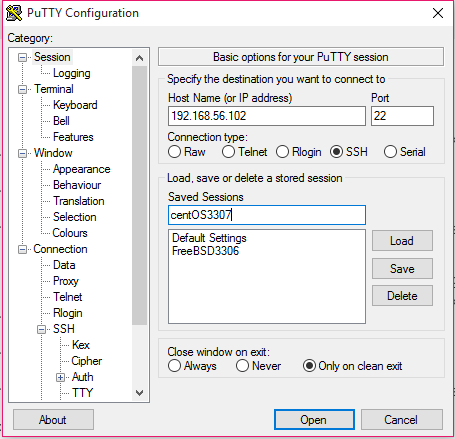 PuTTY Configuration
Category:
Session
Logging
Terminal
Keyboard
Bell
Features
Window
Appearance
Behaviour
Translation
Selection
Colours
Connection
Data
Proxy
Telnet
Rlogin
SSH
Kex
Cipher
Auth
TTY
Basic options for your PuTTY session
Specify the destination you want to connect to
Host Name (or IP address) Port
192.168.56.102 22
Connection type:
Raw Telnet Rlogin SSH Serial
Load, save or delete a stored session
Saved Sessions
centOS3307
Default Settings
FreeBSD3306
Load
Save
Delete
Close window on exit:
Always Never Only on clean exit
About Open Cancel